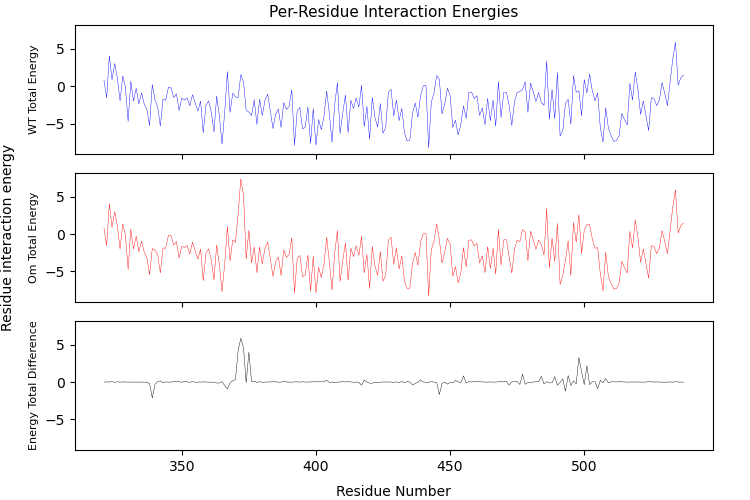 Per-Residue Interaction Energies
Residue interaction energy
WT Total Energy
5
0
−5
Om Total Energy
5
0
−5
Energy Total Difference
5
0
−5
350 400 450 500
Residue Number